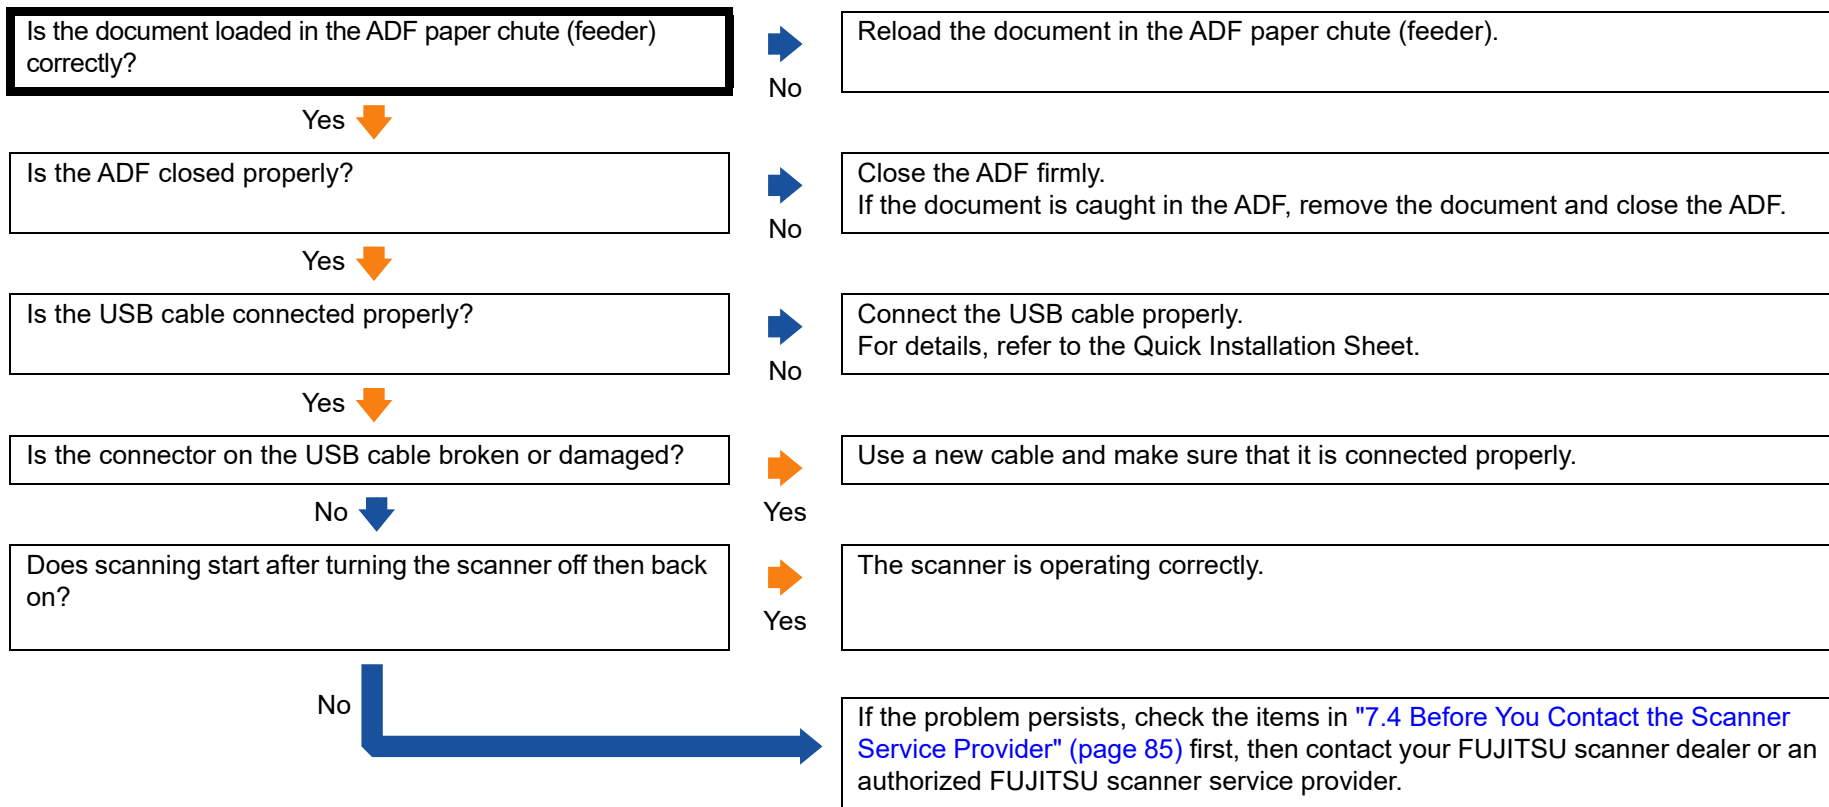 Is the document loaded in the ADF paper chute (feeder)
correctly?
No
Reload the document in the ADF paper chute (feeder).
Yes
Is the ADF closed properly?
No
Close the ADF firmly.
If the document is caught in the ADF, remove the document and close the ADF.
Yes
Is the USB cable connected properly?
No
Connect the USB cable properly.
For details, refer to the Quick Installation Sheet.
Yes
Is the connector on the USB cable broken or damaged?
Yes
Use a new cable and make sure that it is connected properly.
No
Does scanning start after turning the scanner off then back
on?
Yes
The scanner is operating correctly.
No
If the problem persists, check the items in "7.4 Before You Contact the Scanner
Service Provider" (page 85) first, then contact your FUJITSU scanner dealer or an
authorized FUJITSU scanner service provider.